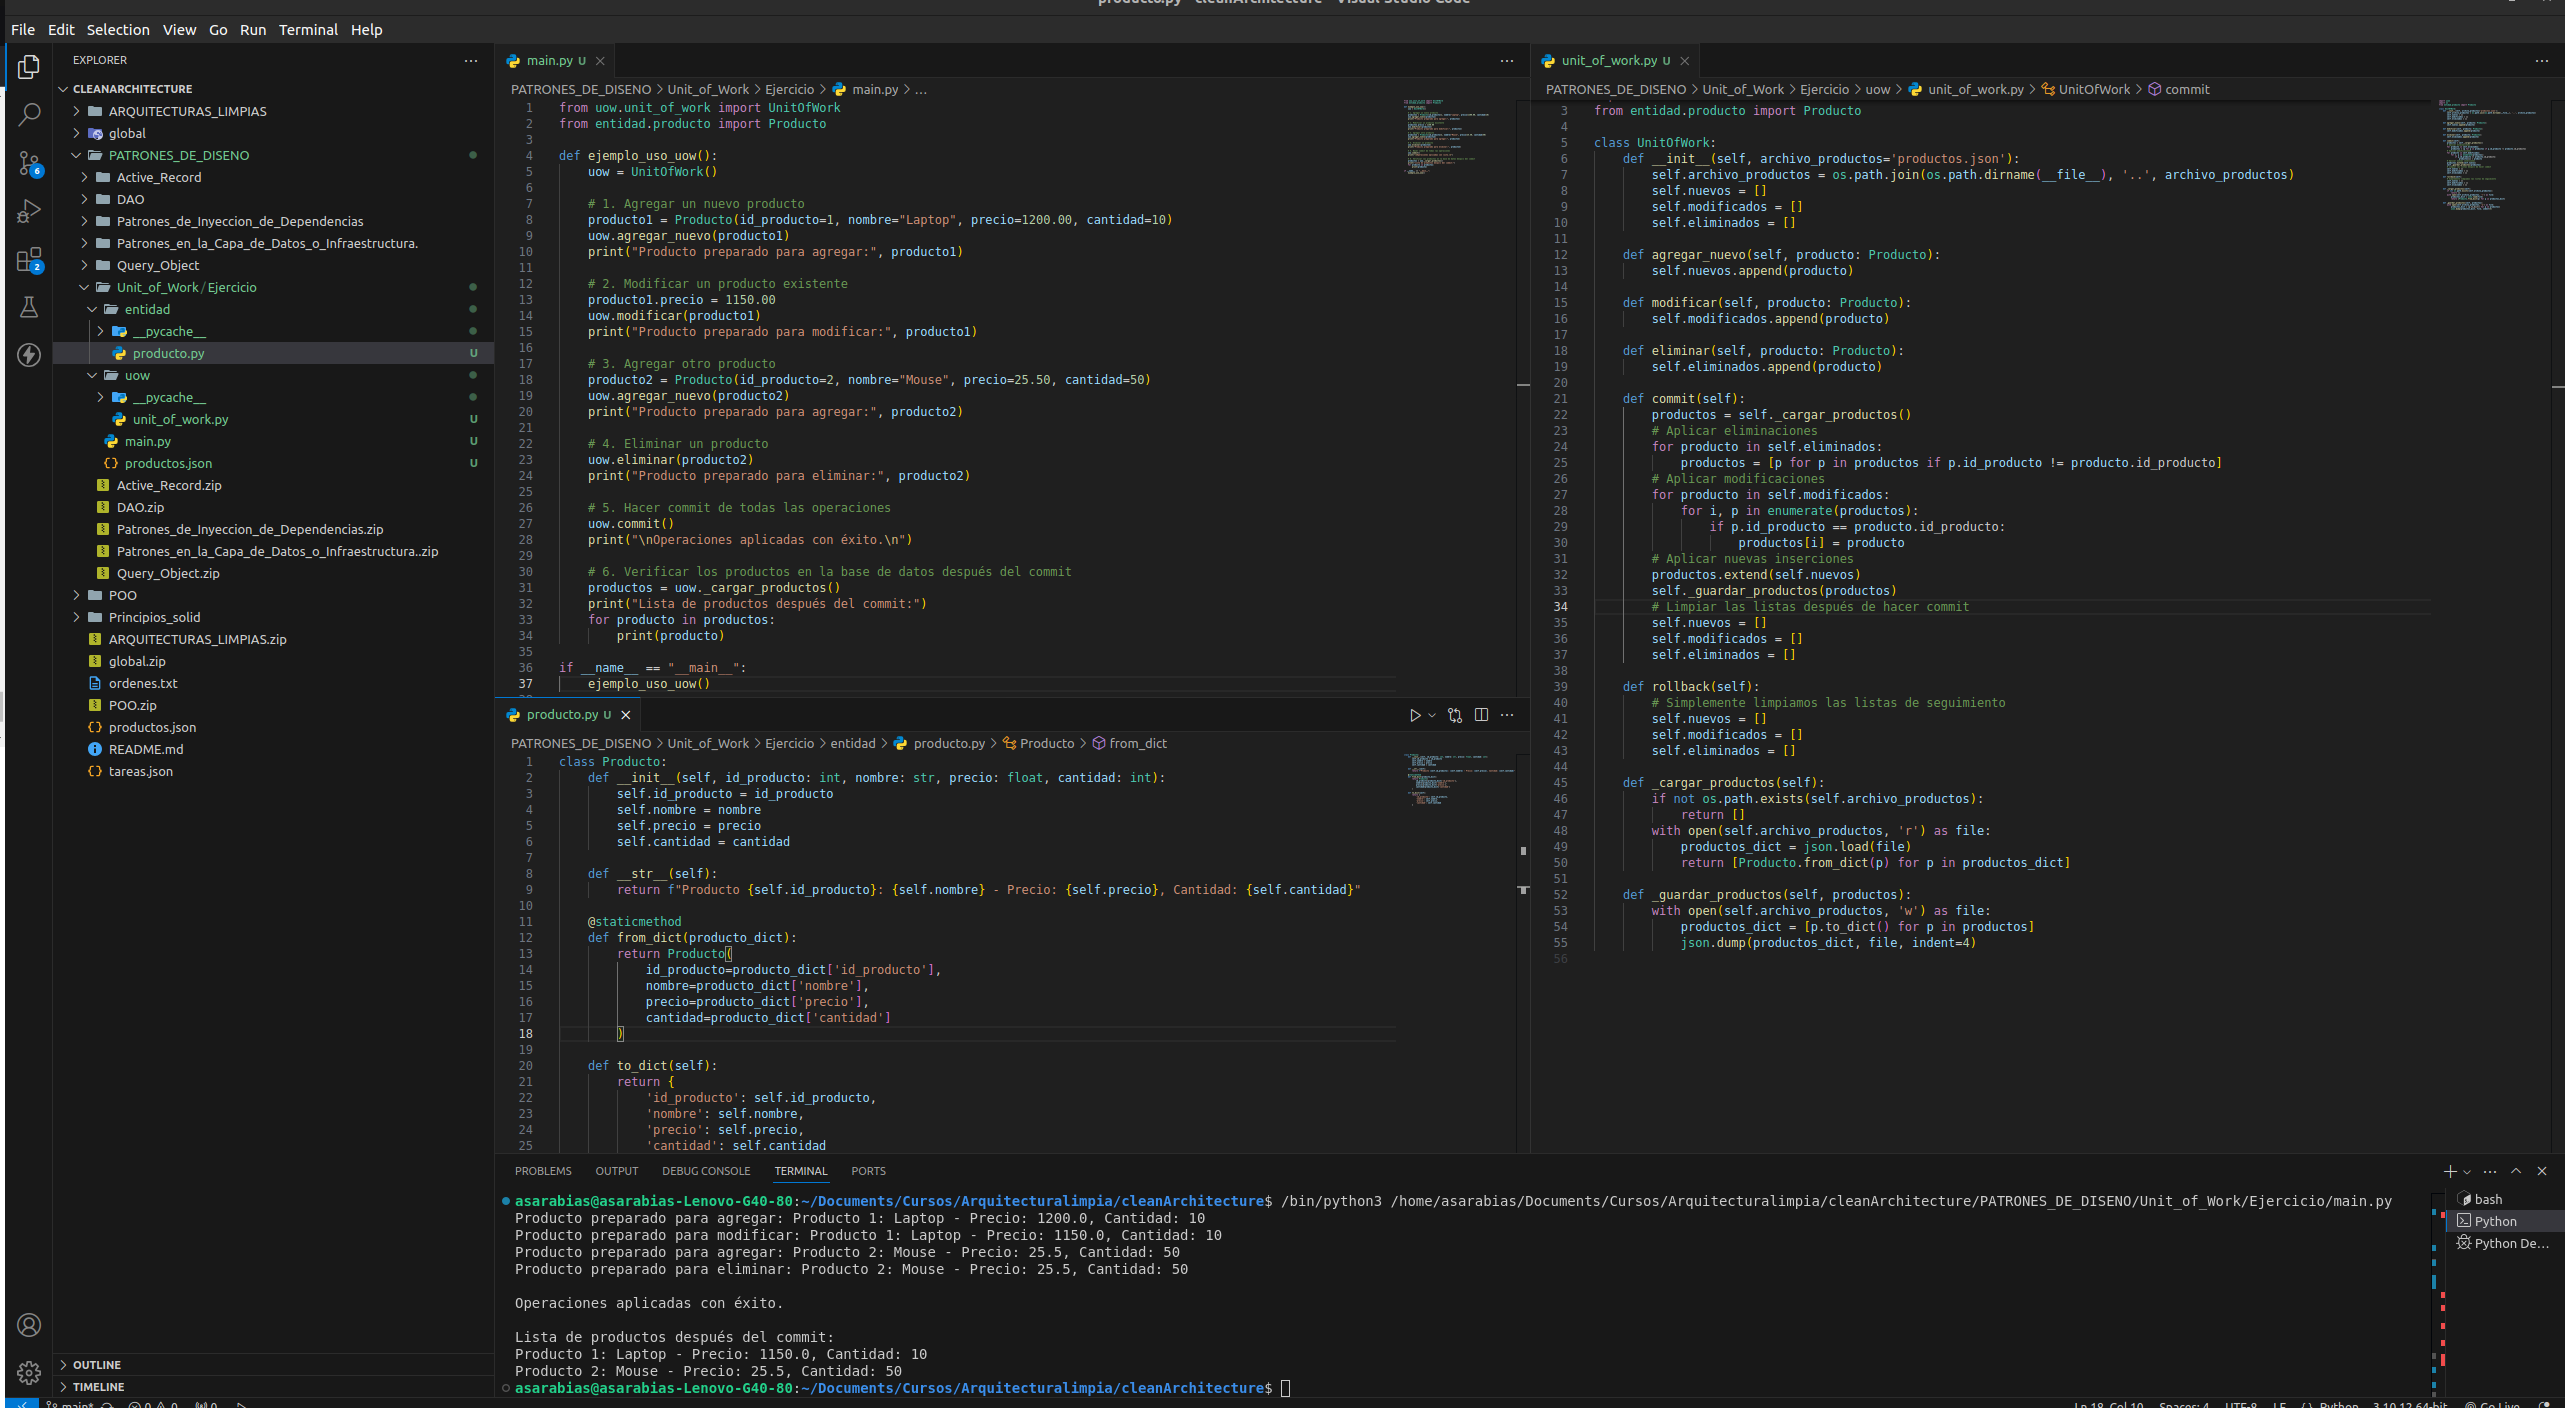 producto.py - cleanArchitecture - Visual Studio Code
File Edit Selection View Go Run Terminal Help
EXPLORER
CLEANARCHITECTURE
ARQUITECTURAS_LIMPIAS
global
PATRONES_DE_DISENO
Active_Record
DAO
Patrones_de_Inyeccion_de_Dependencias
Patrones_en_la_Capa_de_Datos_o_Infraestructura.
Query_Object
Unit_of_Work/Ejercicio
entidad
__pycache__
producto.py U
uow
__pycache__
unit_of_work.py U
main.py U
productos.json U
Active_Record.zip
DAO.zip
Patrones_de_Inyeccion_de_Dependencias.zip
Patrones_en_la_Capa_de_Datos_o_Infraestructura..zip
Query_Object.zip
POO
Principios_solid
ARQUITECTURAS_LIMPIAS.zip
global.zip
ordenes.txt
POO.zip
productos.json
README.md
tareas.json
OUTLINE
TIMELINE
6
2
main.py U
PATRONES_DE_DISENO > Unit_of_Work > Ejercicio > main.py > ...
1 from uow.unit_of_work import UnitOfWork
2 from entidad.producto import Producto
3
4 def ejemplo_uso_uow():
5 uow = UnitOfWork()
6
7 # 1. Agregar un nuevo producto
8 producto1 = Producto(id_producto=1, nombre="Laptop", precio=1200.00, cantidad=10)
9 uow.agregar_nuevo(producto1)
10 print("Producto preparado para agregar:", producto1)
11
12 # 2. Modificar un producto existente
13 producto1.precio = 1150.00
14 uow.modificar(producto1)
15 print("Producto preparado para modificar:", producto1)
16
17 # 3. Agregar otro producto
18 producto2 = Producto(id_producto=2, nombre="Mouse", precio=25.50, cantidad=50)
19 uow.agregar_nuevo(producto2)
20 print("Producto preparado para agregar:", producto2)
21
22 # 4. Eliminar un producto
23 uow.eliminar(producto2)
24 print("Producto preparado para eliminar:", producto2)
25
26 # 5. Hacer commit de todas las operaciones
27 uow.commit()
28 print("\nOperaciones aplicadas con éxito.\n")
29
30 # 6. Verificar los productos en la base de datos después del commit
31 productos = uow._cargar_productos()
32 print("Lista de productos después del commit:")
33 for producto in productos:
34 print(producto)
35
36 if __name__ == "__main__":
37 ejemplo_uso_uow()
producto.py U
PATRONES_DE_DISENO > Unit_of_Work > Ejercicio > entidad > producto.py > Producto > from_dict
1 class Producto:
2 def __init__(self, id_producto: int, nombre: str, precio: float, cantidad: int):
3 self.id_producto = id_producto
4 self.nombre = nombre
5 self.precio = precio
6 self.cantidad = cantidad
7
8 def __str__(self):
9 return f"Producto {self.id_producto}: {self.nombre} - Precio: {self.precio}, Cantidad: {self.cantidad}"
10
11 @staticmethod
12 def from_dict(producto_dict):
13 return Producto(
14 id_producto=producto_dict['id_producto'],
15 nombre=producto_dict['nombre'],
16 precio=producto_dict['precio'],
17 cantidad=producto_dict['cantidad']
18 )
19
20 def to_dict(self):
21 return {
22 'id_producto': self.id_producto,
23 'nombre': self.nombre,
24 'precio': self.precio,
25 'cantidad': self.cantidad
unit_of_work.py U
PATRONES_DE_DISENO > Unit_of_Work > Ejercicio > uow > unit_of_work.py > UnitOfWork > commit
3 from entidad.producto import Producto
4
5 class UnitOfWork:
6 def __init__(self, archivo_productos='productos.json'):
7 self.archivo_productos = os.path.join(os.path.dirname(__file__), '..', archivo_productos)
8 self.nuevos = []
9 self.modificados = []
10 self.eliminados = []
11
12 def agregar_nuevo(self, producto: Producto):
13 self.nuevos.append(producto)
14
15 def modificar(self, producto: Producto):
16 self.modificados.append(producto)
17
18 def eliminar(self, producto: Producto):
19 self.eliminados.append(producto)
20
21 def commit(self):
22 productos = self._cargar_productos()
23 # Aplicar eliminaciones
24 for producto in self.eliminados:
25 productos = [p for p in productos if p.id_producto != producto.id_producto]
26 # Aplicar modificaciones
27 for producto in self.modificados:
28 for i, p in enumerate(productos):
29 if p.id_producto == producto.id_producto:
30 productos[i] = producto
31 # Aplicar nuevas inserciones
32 productos.extend(self.nuevos)
33 self._guardar_productos(productos)
34 # Limpiar las listas después de hacer commit
35 self.nuevos = []
36 self.modificados = []
37 self.eliminados = []
38
39 def rollback(self):
40 # Simplemente limpiamos las listas de seguimiento
41 self.nuevos = []
42 self.modificados = []
43 self.eliminados = []
44
45 def _cargar_productos(self):
46 if not os.path.exists(self.archivo_productos):
47 return []
48 with open(self.archivo_productos, 'r') as file:
49 productos_dict = json.load(file)
50 return [Producto.from_dict(p) for p in productos_dict]
51
52 def _guardar_productos(self, productos):
53 with open(self.archivo_productos, 'w') as file:
54 productos_dict = [p.to_dict() for p in productos]
55 json.dump(productos_dict, file, indent=4)
56
PROBLEMS OUTPUT DEBUG CONSOLE TERMINAL PORTS
asarabias@asarabias-Lenovo-G40-80:~/Documents/Cursos/Arquitecturalimpia/cleanArchitecture$ /bin/python3 /home/asarabias/Documents/Cursos/Arquitecturalimpia/cleanArchitecture/PATRONES_DE_DISENO/Unit_of_Work/Ejercicio/main.py
Producto preparado para agregar: Producto 1: Laptop - Precio: 1200.0, Cantidad: 10
Producto preparado para modificar: Producto 1: Laptop - Precio: 1150.0, Cantidad: 10
Producto preparado para agregar: Producto 2: Mouse - Precio: 25.5, Cantidad: 50
Producto preparado para eliminar: Producto 2: Mouse - Precio: 25.5, Cantidad: 50
Operaciones aplicadas con éxito.
Lista de productos después del commit:
Producto 1: Laptop - Precio: 1150.0, Cantidad: 10
Producto 2: Mouse - Precio: 25.5, Cantidad: 50
asarabias@asarabias-Lenovo-G40-80:~/Documents/Cursos/Arquitecturalimpia/cleanArchitecture$
bash
Python
Python De...
main* 0 0 0
Ln 18, Col 10 Spaces: 4 UTF-8 LF Python 3.10.12 64-bit Go Live